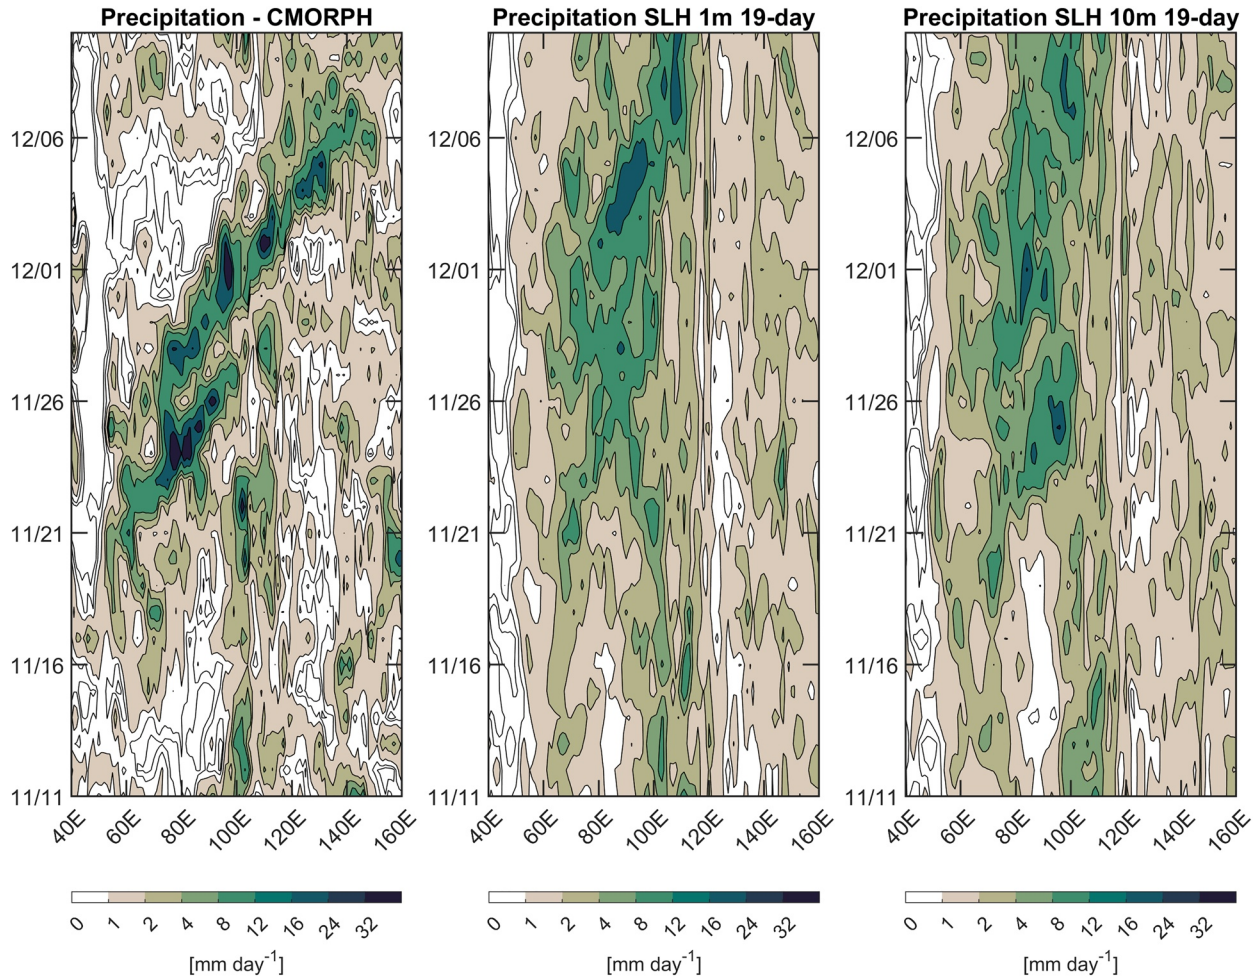 Precipitation - CMORPH
Precipitation SLH 1m 19-day
Precipitation SLH 10m 19-day
12/06
12/01
11/26
11/21
11/16
11/11
12/06
12/01
11/26
11/21
11/16
11/11
12/06
12/01
11/26
11/21
11/16
11/11
40E 60E 80E 100E 120E 140E 160E
40E 60E 80E 100E 120E 140E 160E
40E 60E 80E 100E 120E 140E 160E
0 1 2 4 8 12 16 24 32
0 1 2 4 8 12 16 24 32
0 1 2 4 8 12 16 24 32
[mm day⁻¹]
[mm day⁻¹]
[mm day⁻¹]